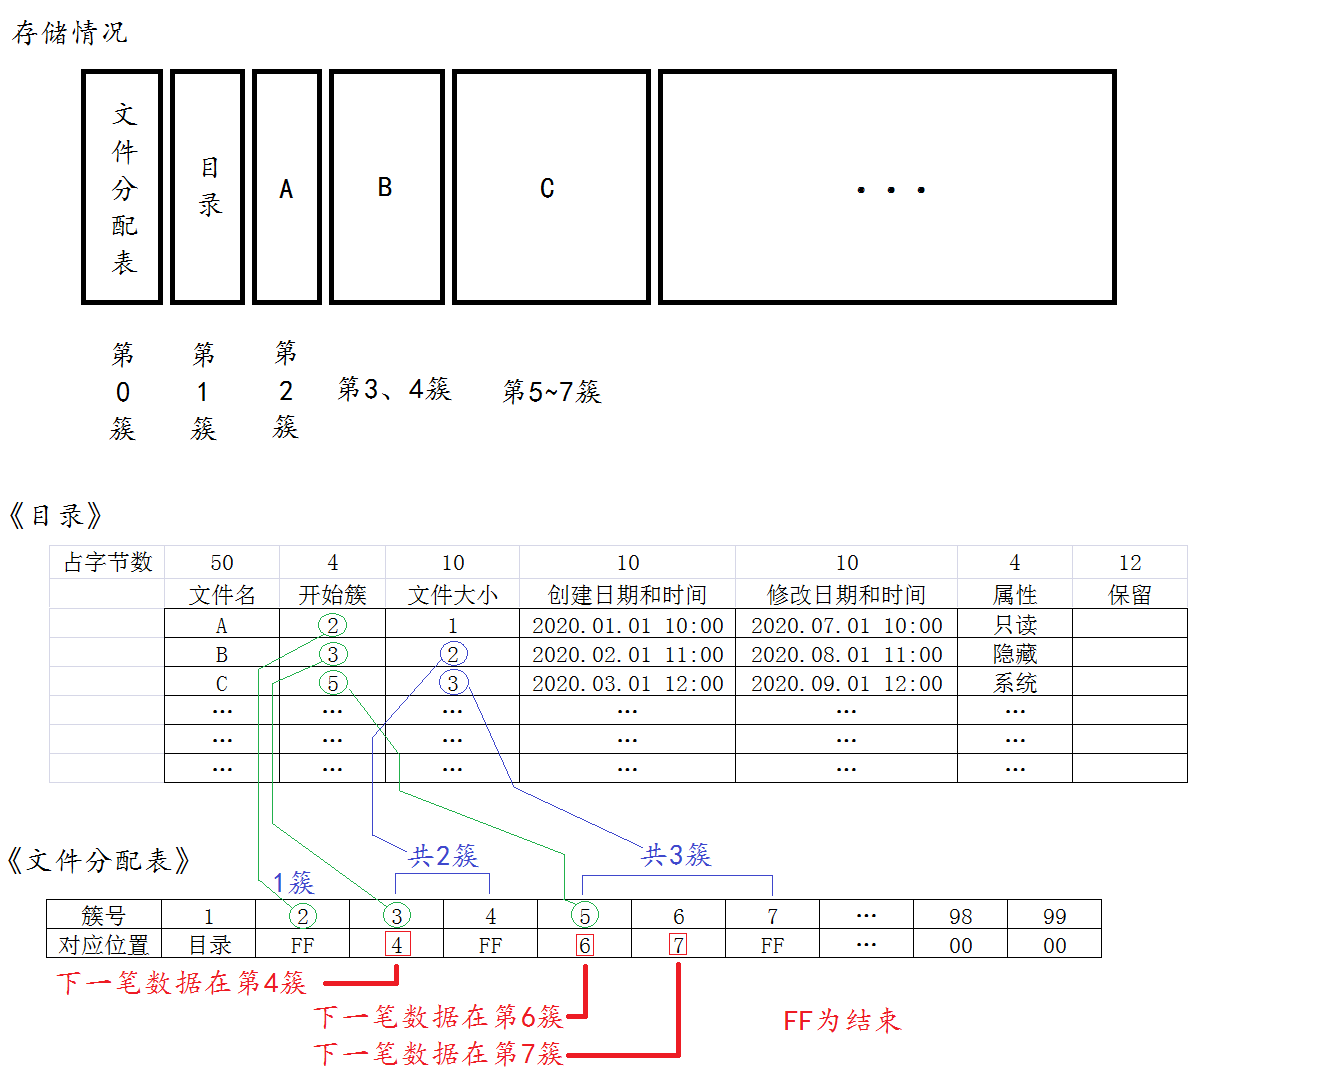 存储情况
文件分配表
目录
A
B
C
...
第0簇
第1簇
第2簇
第3、4簇
第5~7簇
《目录》
占字节数 50 4 10 10 10 4 12
文件名 开始簇 文件大小 创建日期和时间 修改日期和时间 属性 保留
A 2 1 2020.01.01 10:00 2020.07.01 10:00 只读
B 3 2 2020.02.01 11:00 2020.08.01 11:00 隐藏
C 5 3 2020.03.01 12:00 2020.09.01 12:00 系统
… … … … … …
… … … … … …
… … … … … …
《文件分配表》
1簇
共2簇
共3簇
簇号 1 2 3 4 5 6 7 … 98 99
对应位置 目录 FF 4 FF 6 7 FF … 00 00
下一笔数据在第4簇
下一笔数据在第6簇
下一笔数据在第7簇
FF为结束